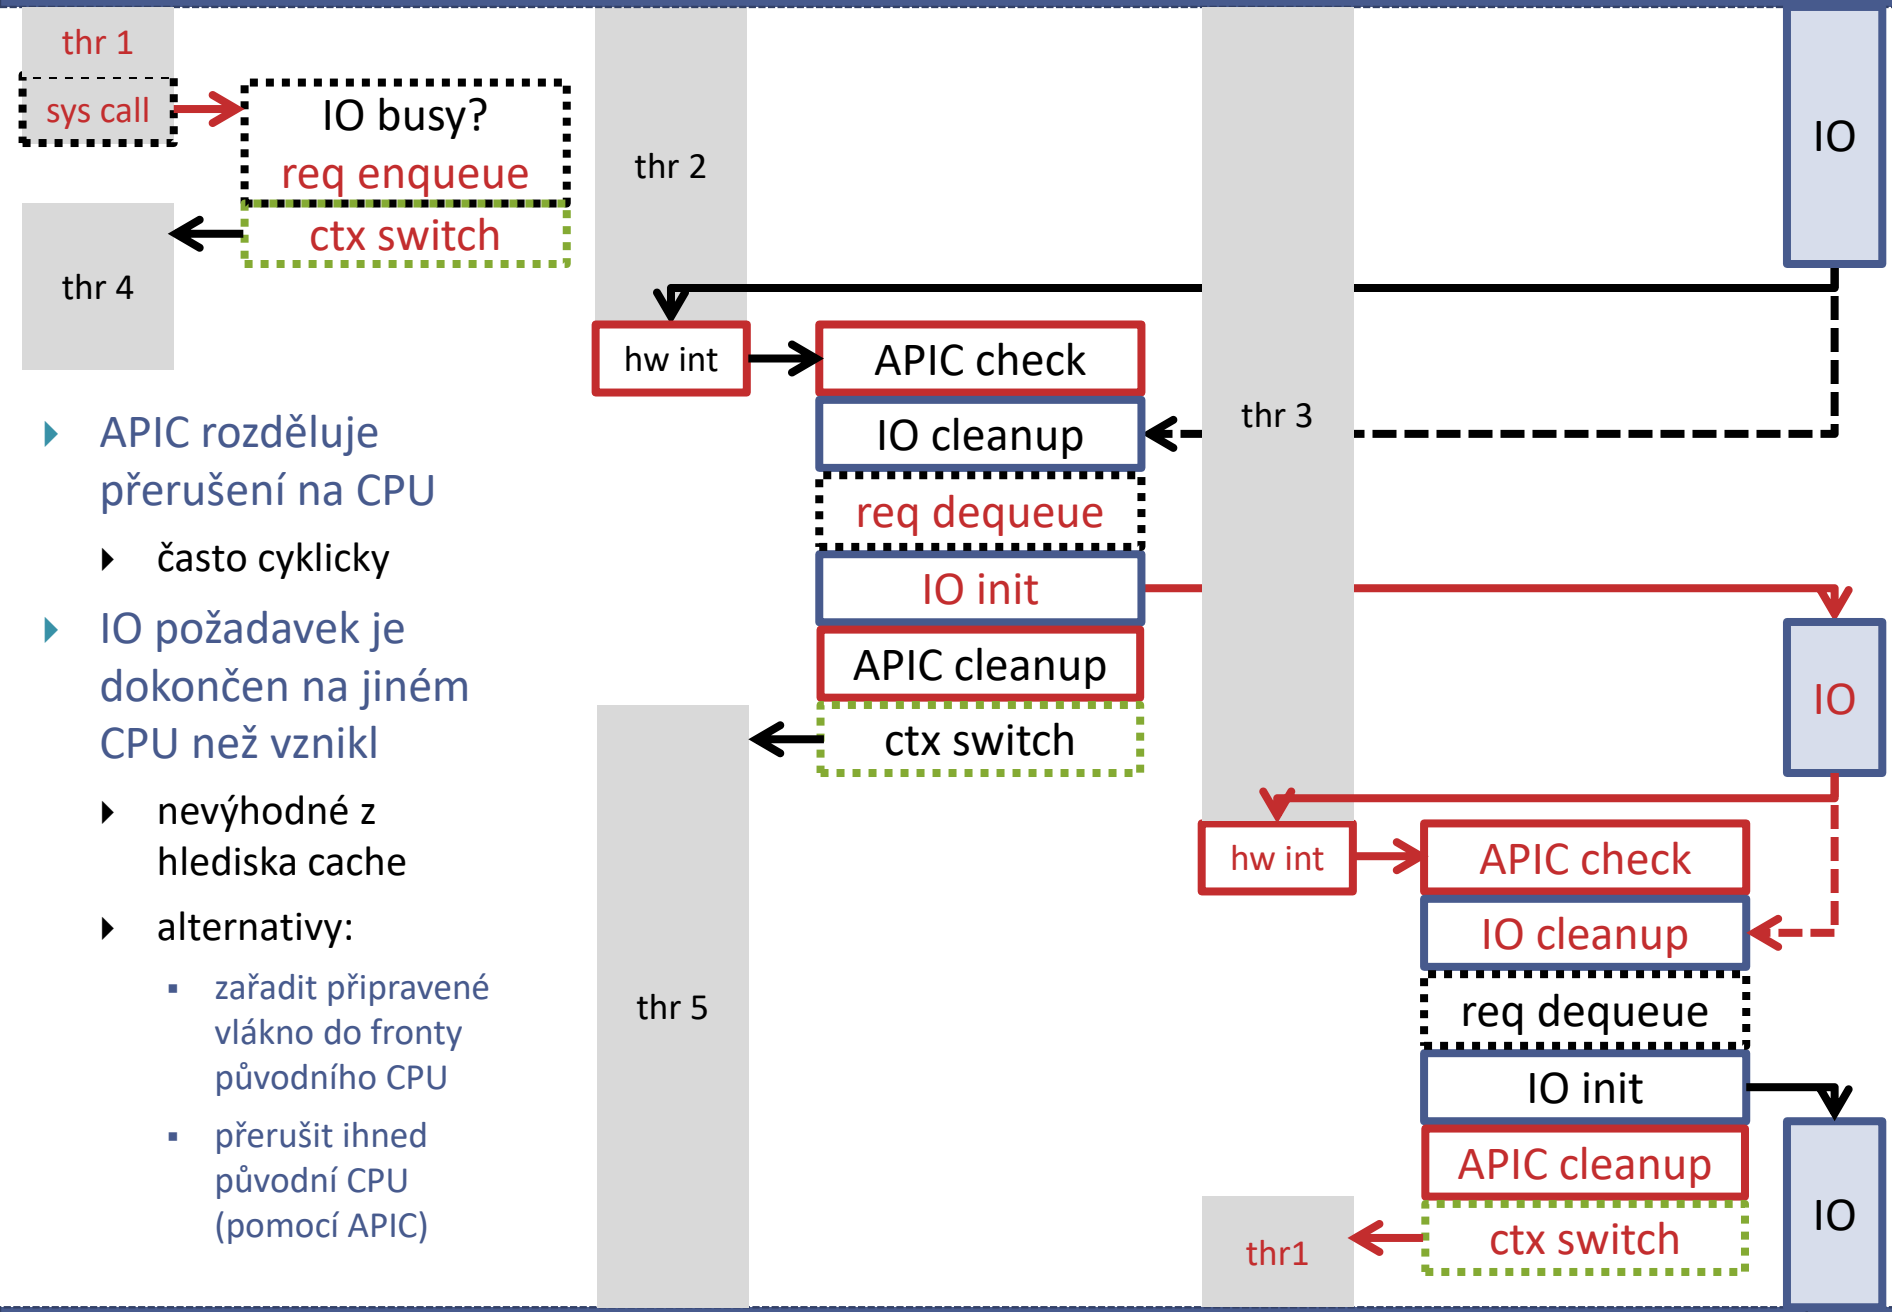 thr 1
sys call
IO busy?
req enqueue
ctx switch
thr 4
thr 2
hw int
APIC check
IO cleanup
req dequeue
IO init
APIC cleanup
ctx switch
thr 5
thr 3
hw int
APIC check
IO cleanup
req dequeue
IO init
APIC cleanup
ctx switch
thr1
IO
IO
IO
APIC rozděluje
přerušení na CPU
často cyklicky
IO požadavek je
dokončen na jiném
CPU než vznikl
nevýhodné z
hlediska cache
alternativy:
zařadit připravené
vlákno do fronty
původního CPU
přerušit ihned
původní CPU
(pomocí APIC)